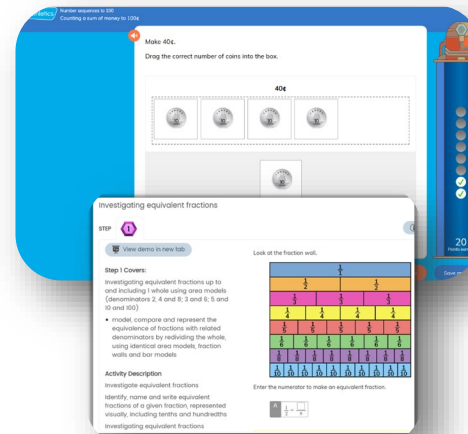 Number sequences to 200
Counting a sum of money to 100¢
Make 40¢.
Drag the correct number of coins into the box.
40¢
20
Investigating equivalent fractions
STEP 1
View demo in new tab
Step 1 Covers:
Investigating equivalent fractions up to
and including 1 whole using area models
(denominators 2, 4 and 8; 3 and 6; 5 and
10 and 100)
• model, compare and represent the
equivalence of fractions with related
denominators by redividing the whole,
using identical area models, fraction
walls and bar models
Activity Description
Investigate equivalent fractions
Identify, name and write equivalent
fractions of a given fraction, represented
visually, including tenths and hundredths
Investigating equivalent fractions
Look at the fraction wall.
1/1
1/2 1/2
1/3 1/3 1/3
1/4 1/4 1/4 1/4
1/5 1/5 1/5 1/5 1/5
1/6 1/6 1/6 1/6 1/6 1/6
1/8 1/8 1/8 1/8 1/8 1/8 1/8 1/8
1/10 1/10 1/10 1/10 1/10 1/10 1/10 1/10 1/10 1/10
Enter the numerator to make an equivalent fraction.
A